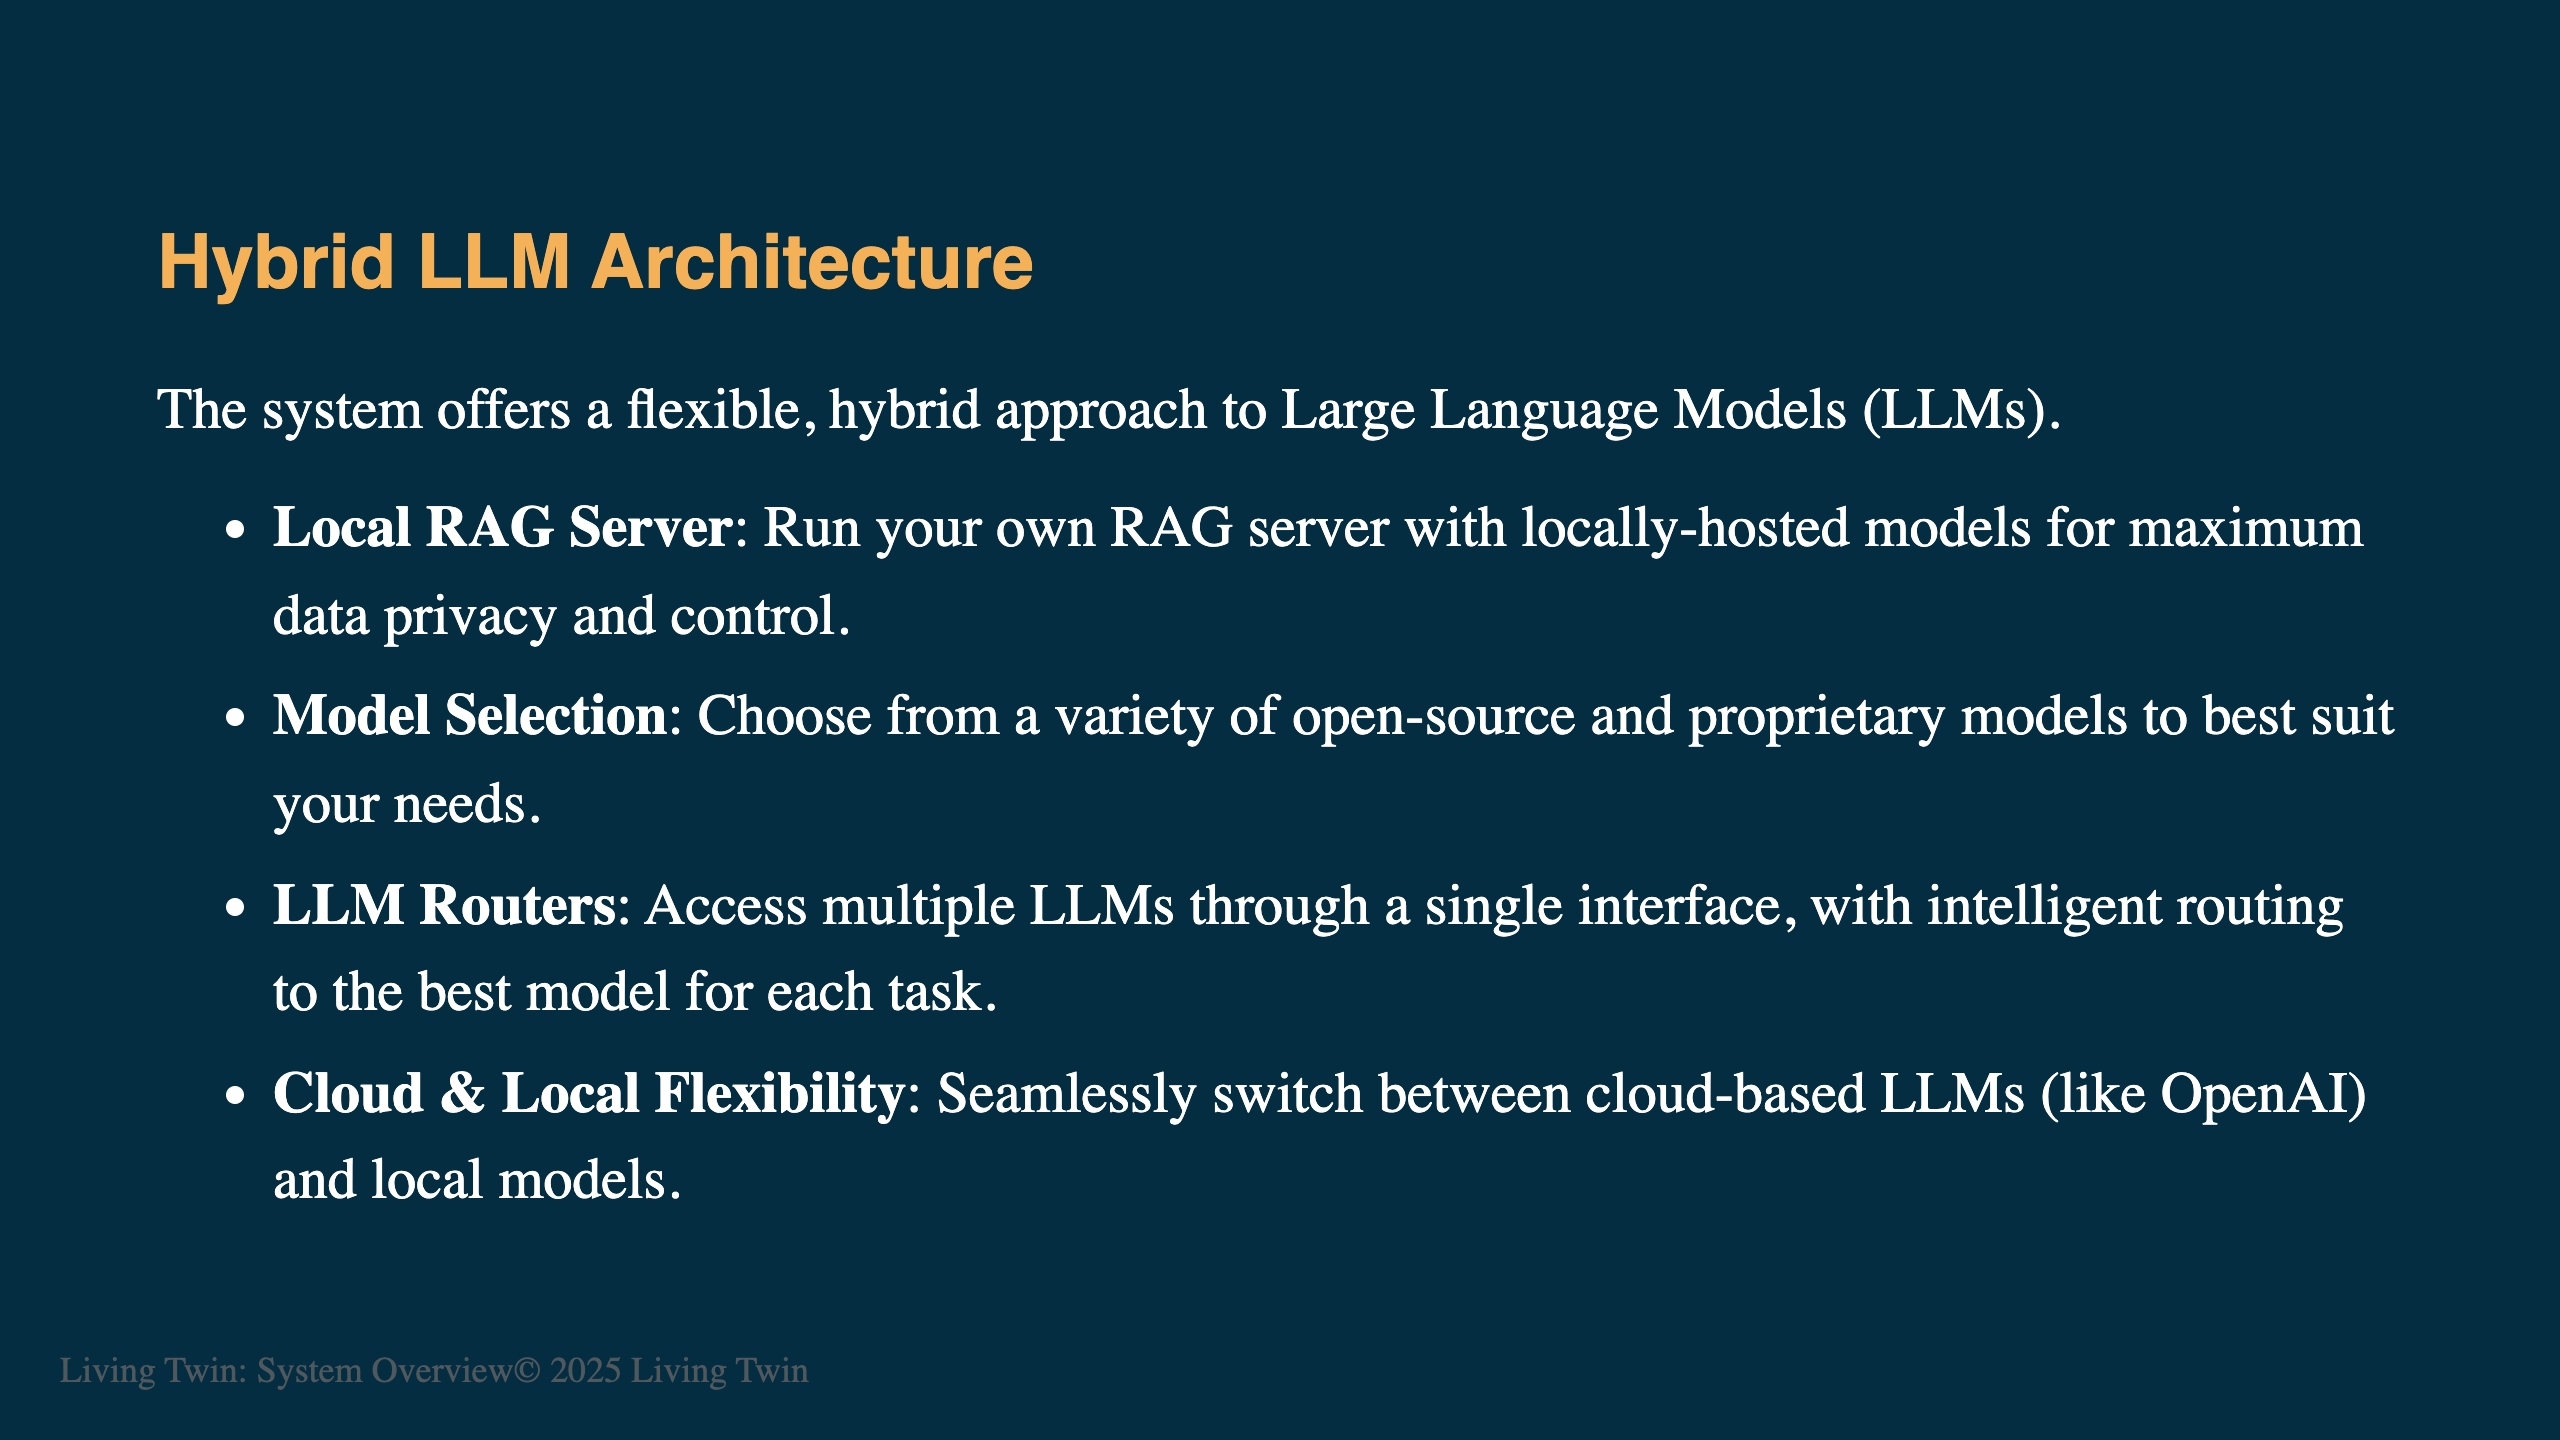 Hybrid LLM Architecture
The system offers a flexible, hybrid approach to Large Language Models (LLMs).
• Local RAG Server: Run your own RAG server with locally-hosted models for maximum
data privacy and control.
• Model Selection: Choose from a variety of open-source and proprietary models to best suit
your needs.
• LLM Routers: Access multiple LLMs through a single interface, with intelligent routing
to the best model for each task.
• Cloud & Local Flexibility: Seamlessly switch between cloud-based LLMs (like OpenAI)
and local models.
Living Twin: System Overview© 2025 Living Twin